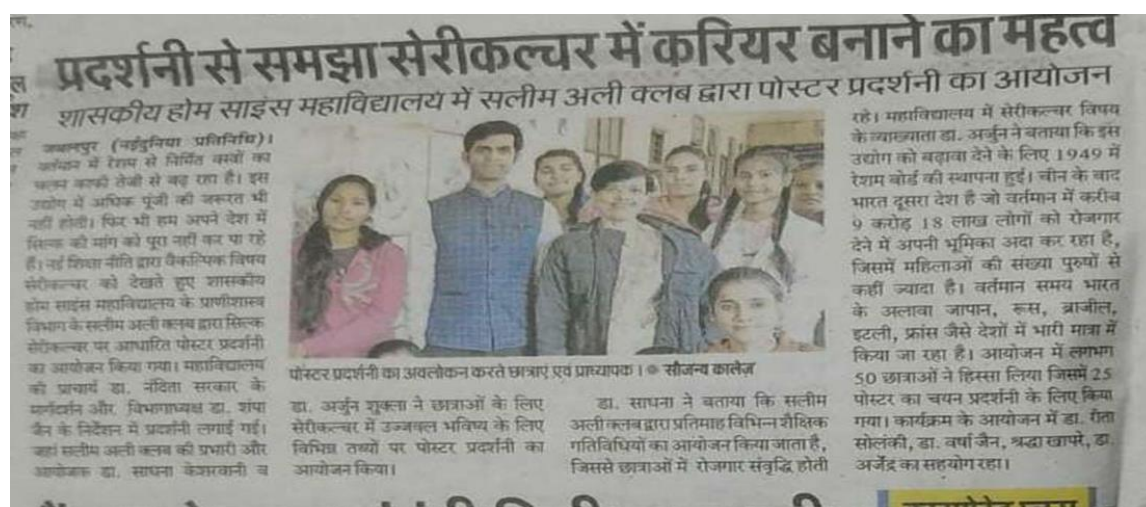 प्रदर्शनी से समझा सेरीकल्चर में करियर बनाने का महत्व
शासकीय होम साइंस महाविद्यालय में सलीम अली क्लब द्वारा पोस्टर प्रदर्शनी का आयोजन
जबलपुर (नईदुनिया प्रतिनिधि)।
वर्तमान में रेशम से निर्मित वस्त्रों का
चलन काफी तेजी से बढ़ रहा है। इस
उद्योग में अधिक पूंजी की जरूरत भी
नहीं होती। फिर भी हम अपने देश में
सिल्क की मांग को पूरा नहीं कर पा रहे
हैं। नई शिक्षा नीति द्वारा वैकल्पिक विषय
सेरीकल्चर को देखते हुए शासकीय
होम साइंस महाविद्यालय के प्राणीशास्त्र
विभाग के सलीम अली क्लब द्वारा सिल्क
सेरीकल्चर पर आधारित पोस्टर प्रदर्शनी
का आयोजन किया गया। महाविद्यालय
की प्राचार्य डा. नंदिता सरकार के
मार्गदर्शन और विभागाध्यक्ष डा. शंपा
जैन के निर्देशन में प्रदर्शनी लगाई गई।
जहां सलीम अली क्लब की प्रभारी और
आयोजक डा. साधना केशरवानी व
पोस्टर प्रदर्शनी का अवलोकन करते छात्राएं एवं प्राध्यापक। ● सौजन्य कालेज
डा. अर्जुन शुक्ला ने छात्राओं के लिए
सेरीकल्चर में उज्जवल भविष्य के लिए
विभिन्न तथ्यों पर पोस्टर प्रदर्शनी का
आयोजन किया।
डा. साधना ने बताया कि सलीम
अली क्लब द्वारा प्रतिमाह विभिन्न शैक्षिक
गतिविधियों का आयोजन किया जाता है,
जिससे छात्राओं में रोजगार संवृद्धि होती
रहे। महाविद्यालय में सेरीकल्चर विषय
के व्याख्याता डा. अर्जुन ने बताया कि इस
उद्योग को बढ़ावा देने के लिए 1949 में
रेशम बोर्ड की स्थापना हुई। चीन के बाद
भारत दूसरा देश है जो वर्तमान में करीब
9 करोड़ 18 लाख लोगों को रोजगार
देने में अपनी भूमिका अदा कर रहा है,
जिसमें महिलाओं की संख्या पुरुषों से
कहीं ज्यादा है। वर्तमान समय भारत
के अलावा जापान, रूस, ब्राजील,
इटली, फ्रांस जैसे देशों में भारी मात्रा में
किया जा रहा है। आयोजन में लगभग
50 छात्राओं ने हिस्सा लिया जिसमें 25
पोस्टर का चयन प्रदर्शनी के लिए किया
गया। कार्यक्रम के आयोजन में डा. रीता
सोलंकी, डा. वर्षा जैन, श्रद्धा खापरे, डा.
अर्जेंद्र का सहयोग रहा।